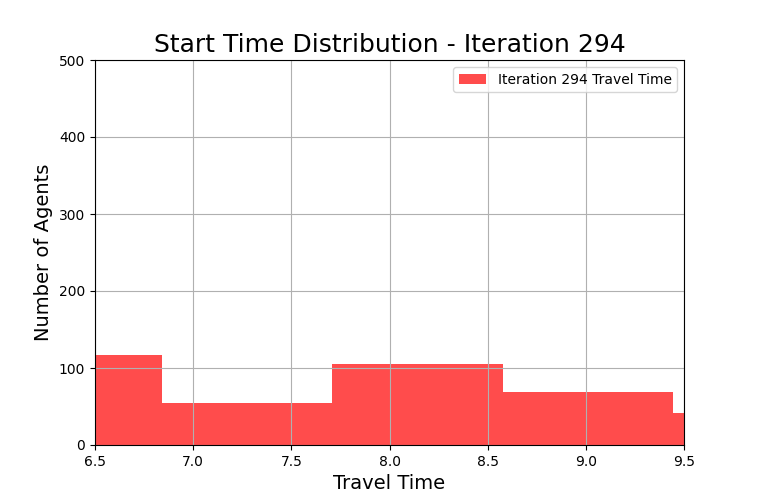 Start Time Distribution - Iteration 294
Iteration 294 Travel Time
Number of Agents
500
400
300
200
100
0
6.5 7.0 7.5 8.0 8.5 9.0 9.5
Travel Time